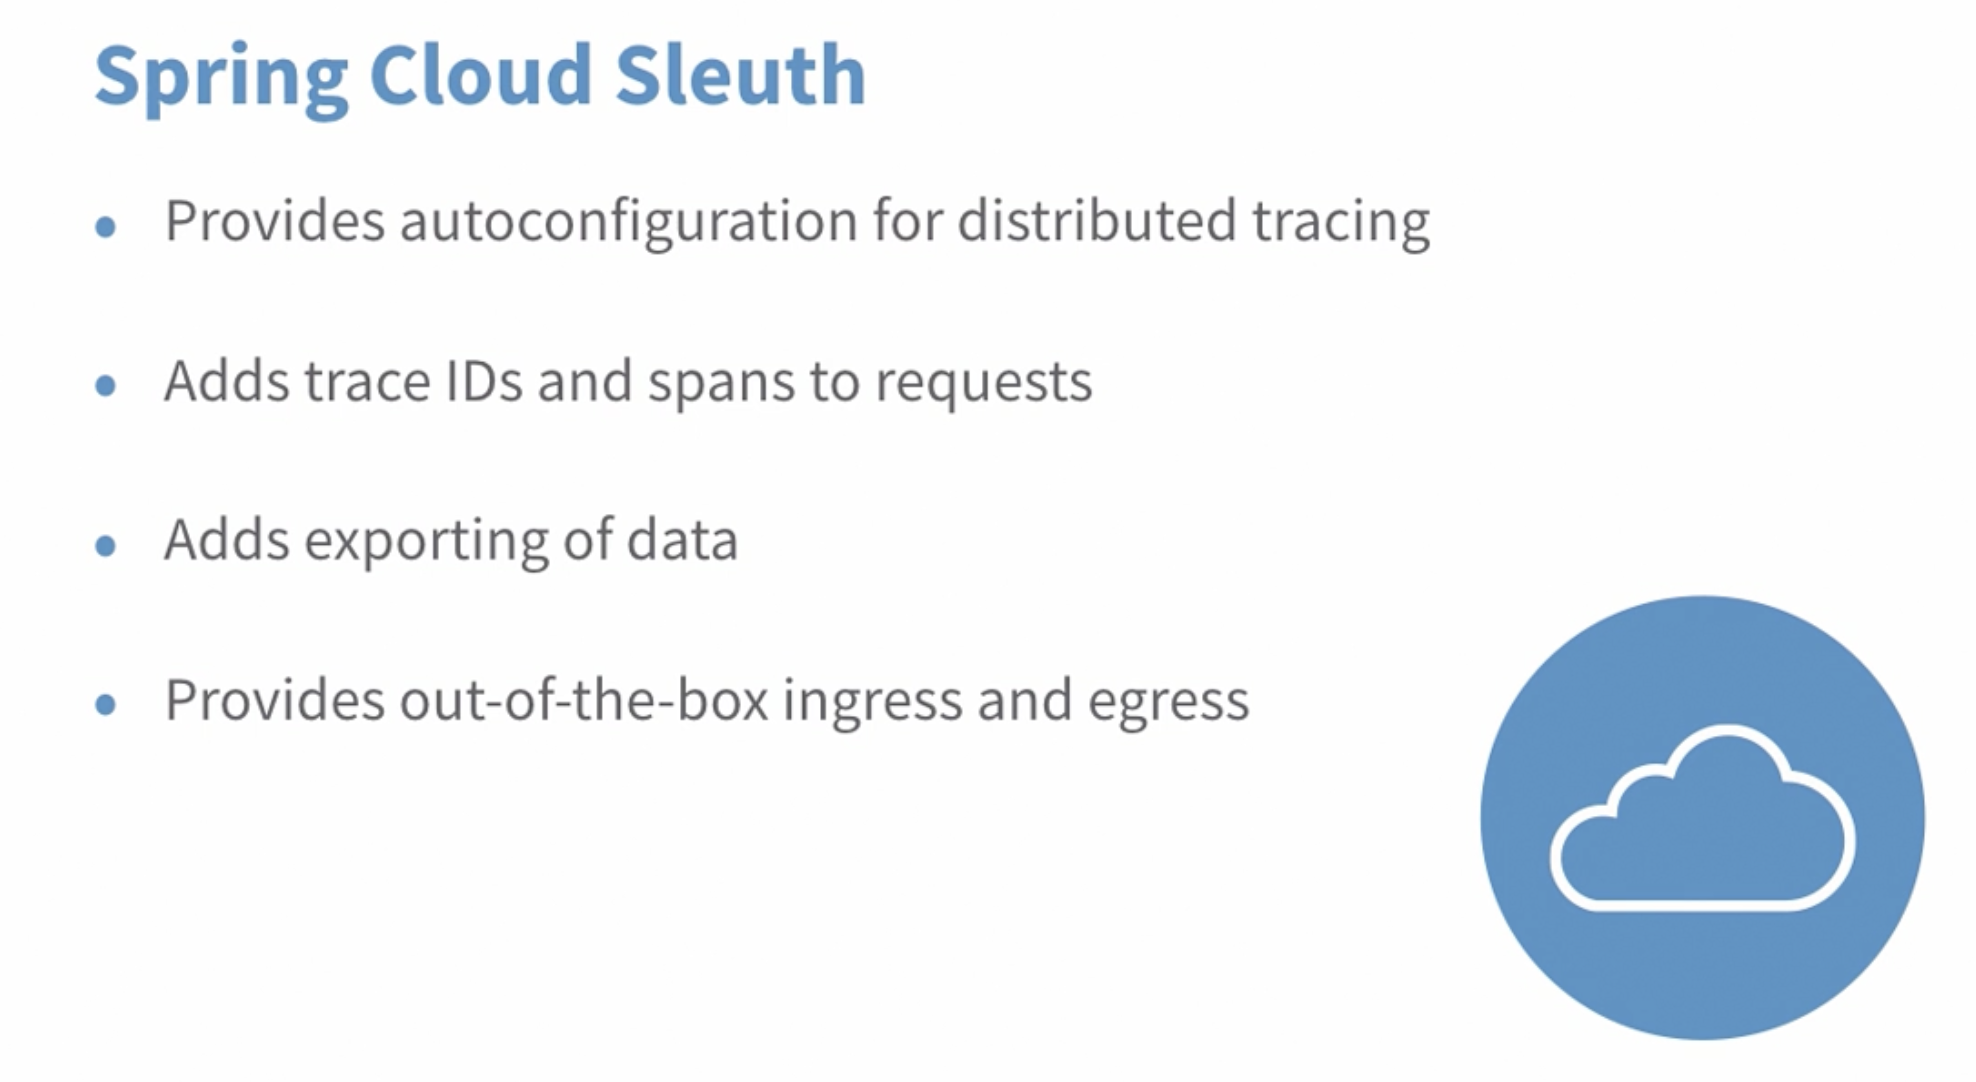 Spring Cloud Sleuth
• Provides autoconfiguration for distributed tracing
• Adds trace IDs and spans to requests
• Adds exporting of data
• Provides out-of-the-box ingress and egress